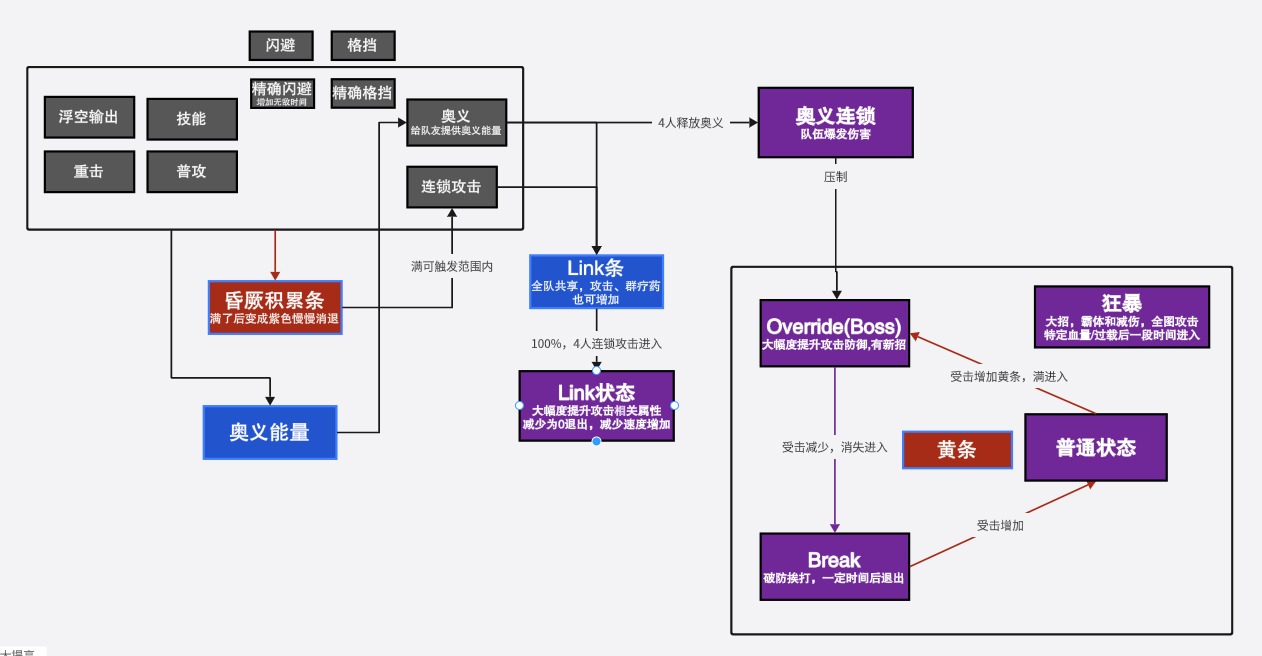 闪避
格挡
精确闪避
增加无敌时间
精确格挡
浮空输出
技能
重击
普攻
奥义
给队友提供奥义能量
连锁攻击
4人释放奥义
奥义连锁
队伍爆发伤害
压制
满可触发范围内
Link条
全队共享，攻击、群疗药
也可增加
昏厥积累条
满了后变成紫色慢慢消退
100%，4人连锁攻击进入
Link状态
大幅度提升攻击相关属性
减少为0退出，减少速度增加
奥义能量
Override(Boss)
大幅度提升攻击防御,有新招
狂暴
大招，霸体和减伤，全图攻击
特定血量/过载后一段时间进入
受击增加黄条，满进入
受击减少，消失进入
黄条
普通状态
受击增加
Break
破防挨打，一定时间后退出